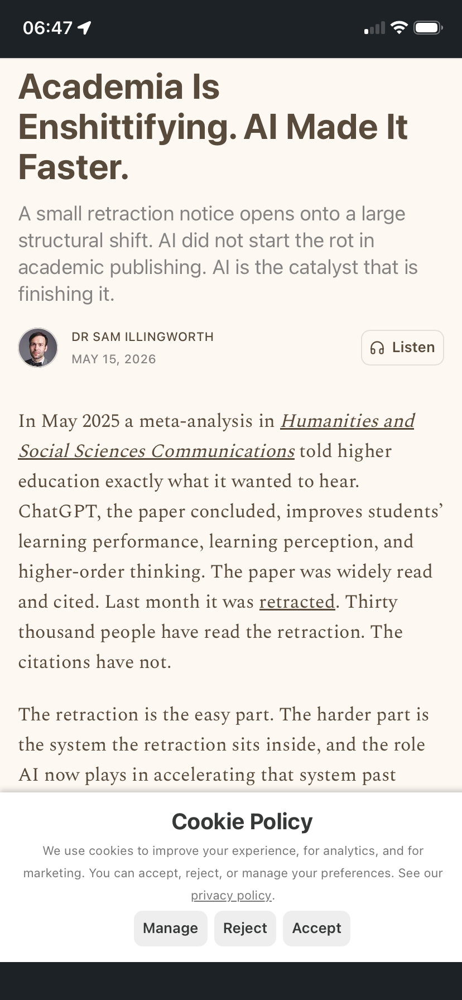 06:47
Academia Is
Enshittifying. AI Made It
Faster.
A small retraction notice opens onto a large
structural shift. AI did not start the rot in
academic publishing. AI is the catalyst that is
finishing it.
DR SAM ILLINGWORTH
MAY 15, 2026
Listen
In May 2025 a meta-analysis in Humanities and
Social Sciences Communications told higher
education exactly what it wanted to hear.
ChatGPT, the paper concluded, improves students’
learning performance, learning perception, and
higher-order thinking. The paper was widely read
and cited. Last month it was retracted. Thirty
thousand people have read the retraction. The
citations have not.
The retraction is the easy part. The harder part is
the system the retraction sits inside, and the role
AI now plays in accelerating that system past
Cookie Policy
We use cookies to improve your experience, for analytics, and for
marketing. You can accept, reject, or manage your preferences. See our
privacy policy.
Manage Reject Accept